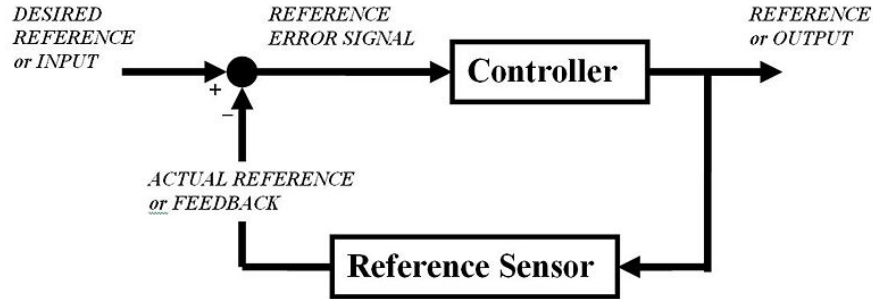 DESIRED
REFERENCE
or INPUT
REFERENCE
ERROR SIGNAL
REFERENCE
or OUTPUT
Controller
+
–
ACTUAL REFERENCE
or FEEDBACK
Reference Sensor